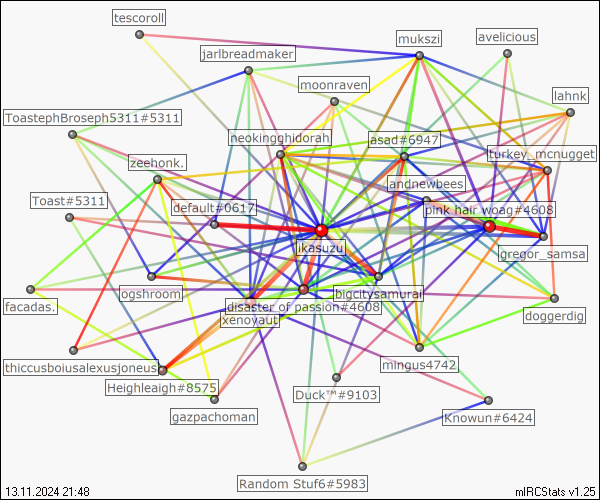 tescoroll
mukszi
avelicious
jarlbreadmaker
moonraven
lahnk
ToastephBroseph5311#5311
neokingghidorah
asad#6947
turkey_mcnugget
zeehonk.
andnewbees
Toast#5311
default#0617
pink hair woag#4608
ikasuzu
gregor_samsa
ogshroom
bigcitysamurai
facadas.
disaster of passion#4608
doggerdig
xenoyaut
thiccusboiusalexusjoneus
mingus4742
Heighleigh#8575
Duck™#9103
gazpachoman
Knowun#6424
Random Stuf6#5983
13.11.2024 21:48
mIRCStats v1.25